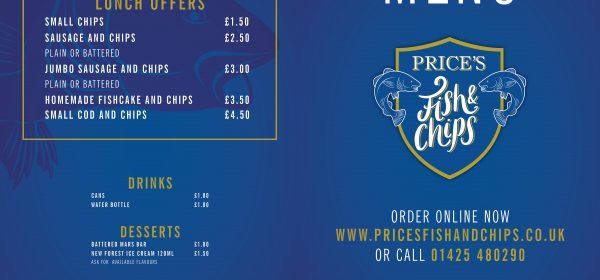 LUNCH OFFERS
SMALL CHIPS £1.50
SAUSAGE AND CHIPS £2.50
PLAIN OR BATTERED
JUMBO SAUSAGE AND CHIPS £3.00
PLAIN OR BATTERED
HOMEMADE FISHCAKE AND CHIPS £3.50
SMALL COD AND CHIPS £4.50
DRINKS
CANS £1.00
WATER BOTTLE £1.00
DESSERTS
BATTERED MARS BAR £1.00
NEW FOREST ICE CREAM 120ML £1.50
ASK FOR AVAILABLE FLAVOURS
MENU
PRICE'S
Fish &
Chips
ORDER ONLINE NOW
WWW.PRICESFISHANDCHIPS.CO.UK
OR CALL 01425 480290